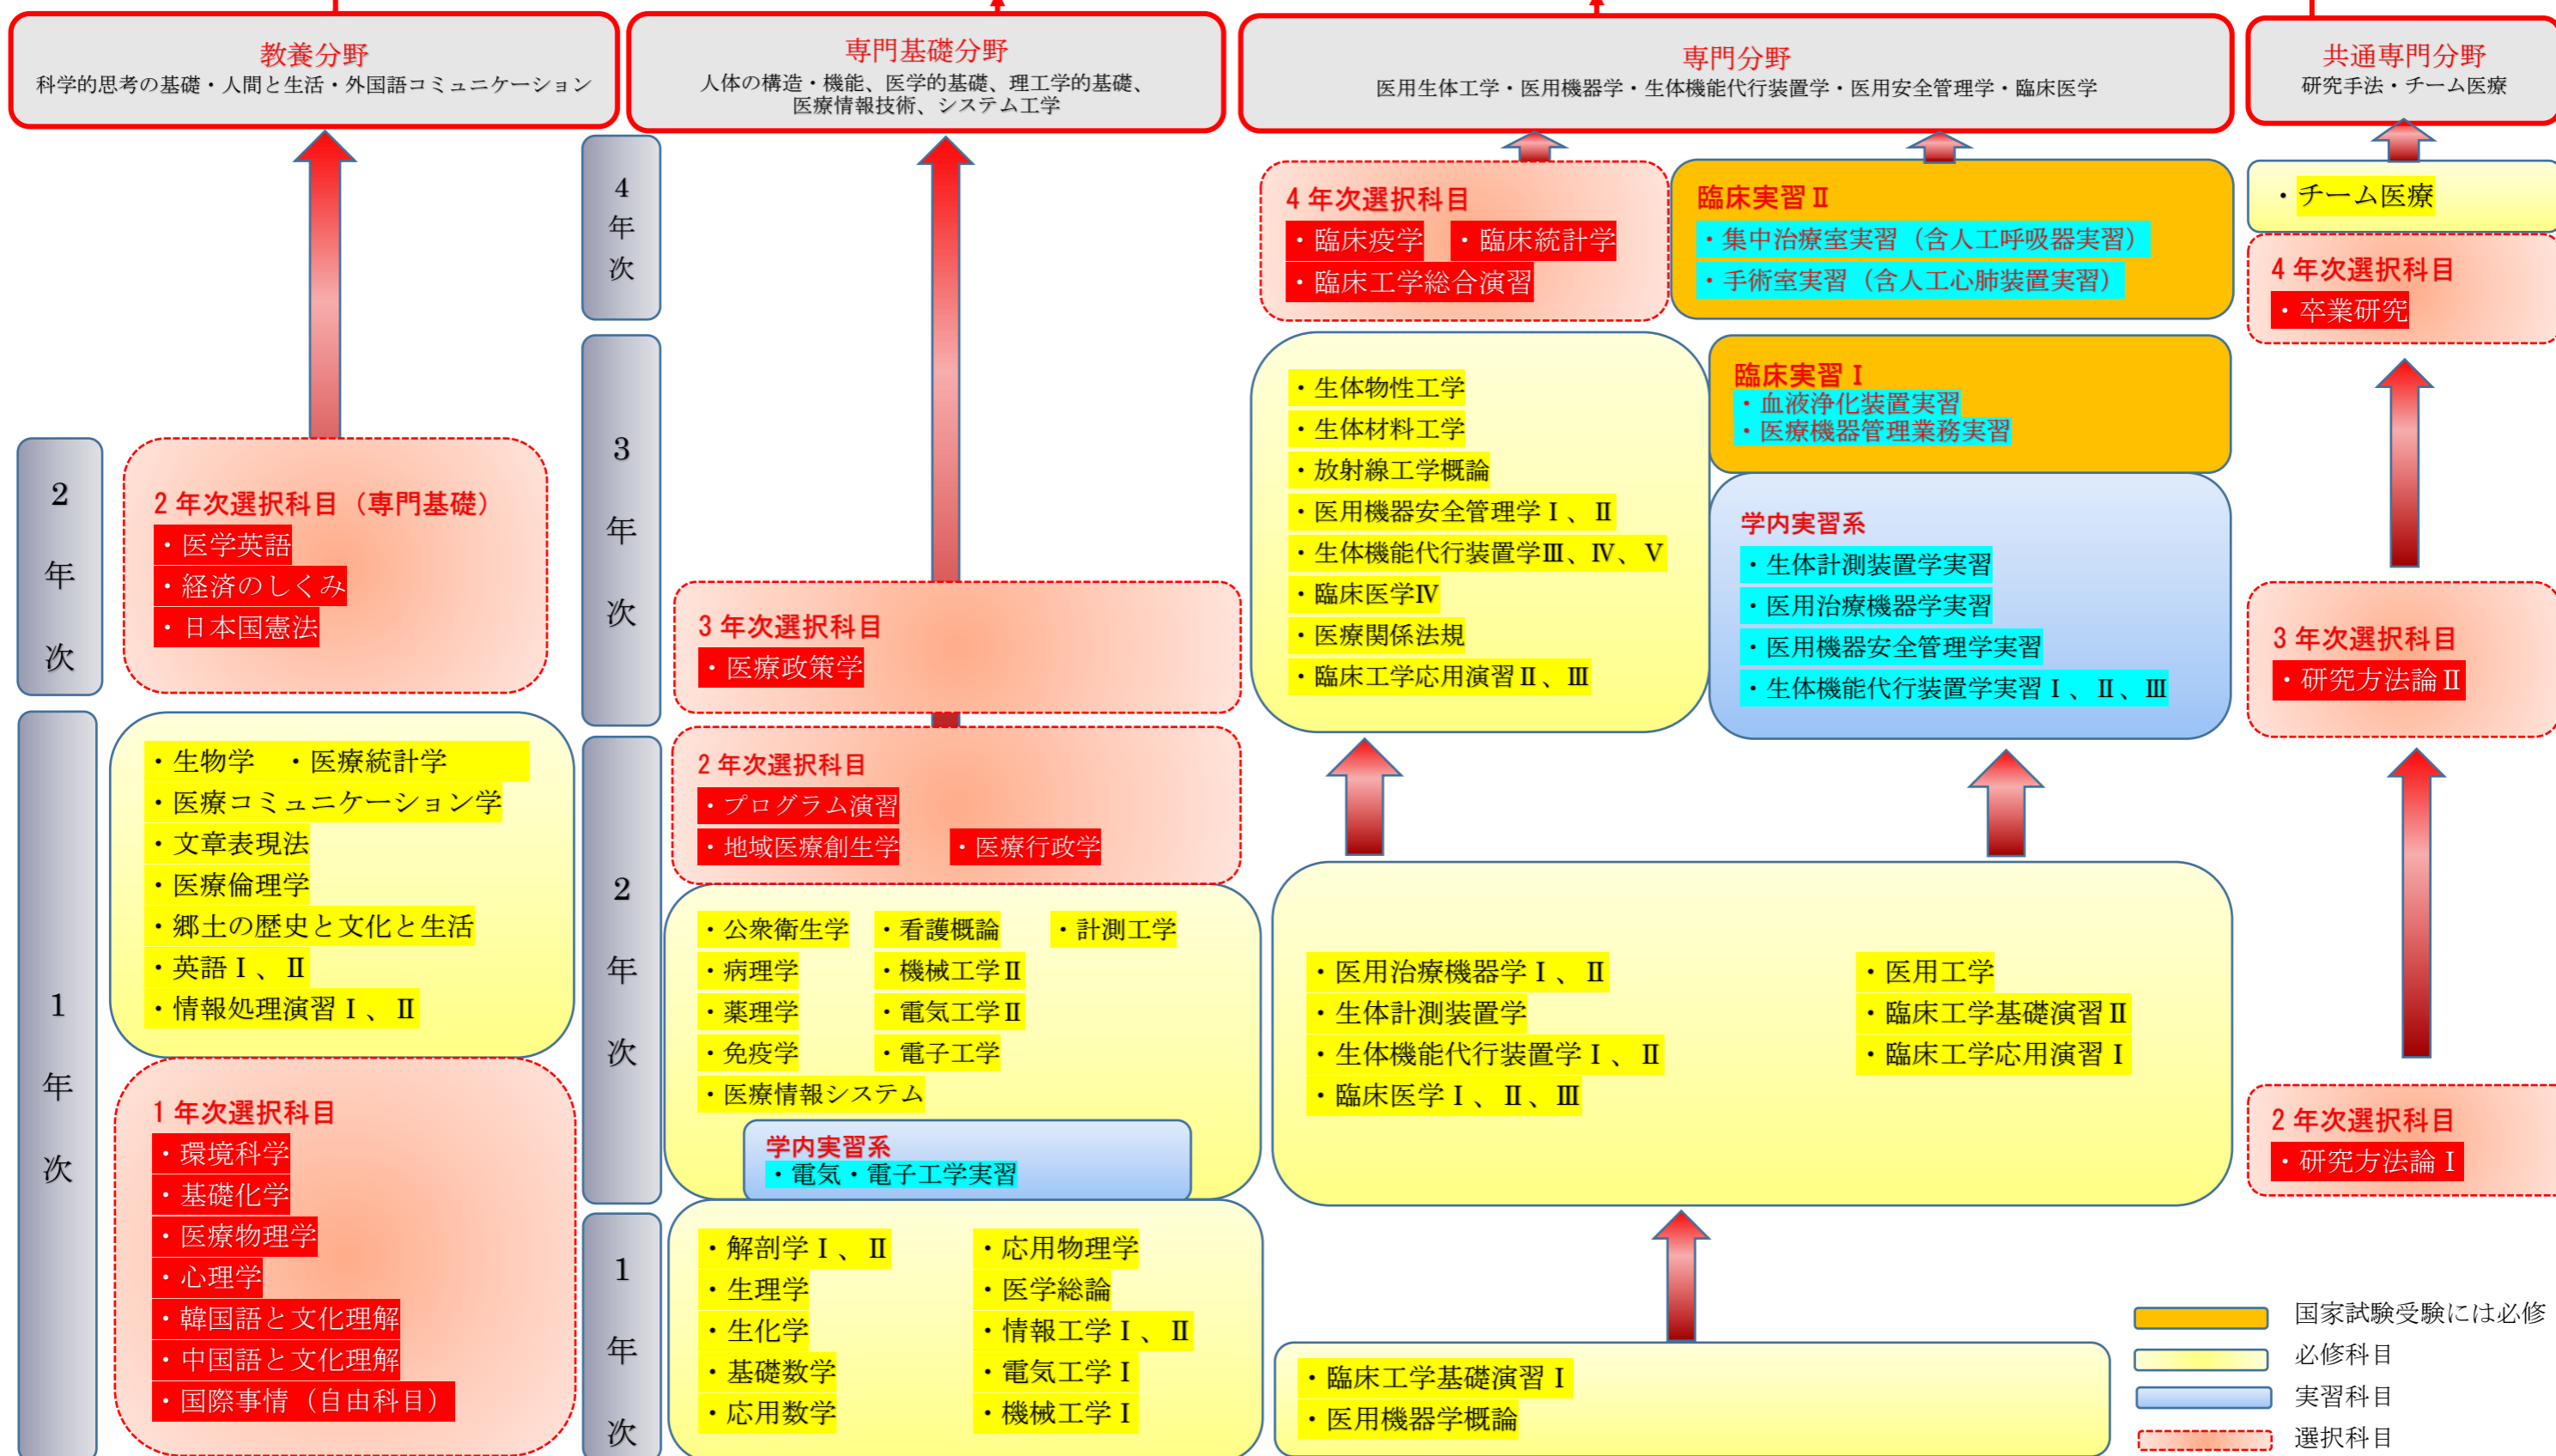 教養分野
科学的思考の基礎・人間と生活・外国語コミュニケーション
専門基礎分野
人体の構造・機能、医学的基礎、理工学的基礎、
医療情報技術、システム工学
専門分野
医用生体工学・医用機器学・生体機能代行装置学・医用安全管理学・臨床医学
共通専門分野
研究手法・チーム医療
2年次
2年次選択科目（専門基礎）
・医学英語
・経済のしくみ
・日本国憲法
1年次
・生物学　・医療統計学
・医療コミュニケーション学
・文章表現法
・医療倫理学
・郷土の歴史と文化と生活
・英語Ⅰ、Ⅱ
・情報処理演習Ⅰ、Ⅱ
1年次選択科目
・環境科学
・基礎化学
・医療物理学
・心理学
・韓国語と文化理解
・中国語と文化理解
・国際事情（自由科目）
4年次
3年次
3年次選択科目
・医療政策学
2年次
2年次選択科目
・プログラム演習
・地域医療創生学　・医療行政学
・公衆衛生学　・看護概論　・計測工学
・病理学　・機械工学Ⅱ
・薬理学　・電気工学Ⅱ
・免疫学　・電子工学
・医療情報システム
学内実習系
・電気・電子工学実習
1年次
・解剖学Ⅰ、Ⅱ　・応用物理学
・生理学　・医学総論
・生化学　・情報工学Ⅰ、Ⅱ
・基礎数学　・電気工学Ⅰ
・応用数学　・機械工学Ⅰ
4年次選択科目
・臨床疫学　・臨床統計学
・臨床工学総合演習
臨床実習Ⅱ
・集中治療室実習（含人工呼吸器実習）
・手術室実習（含人工心肺装置実習）
・生体物性工学
・生体材料工学
・放射線工学概論
・医用機器安全管理学Ⅰ、Ⅱ
・生体機能代行装置学Ⅲ、Ⅳ、Ⅴ
・臨床医学Ⅳ
・医療関係法規
・臨床工学応用演習Ⅱ、Ⅲ
臨床実習Ⅰ
・血液浄化装置実習
・医療機器管理業務実習
学内実習系
・生体計測装置学実習
・医用治療機器学実習
・医用機器安全管理学実習
・生体機能代行装置学実習Ⅰ、Ⅱ、Ⅲ
・医用治療機器学Ⅰ、Ⅱ　・医用工学
・生体計測装置学　・臨床工学基礎演習Ⅱ
・生体機能代行装置学Ⅰ、Ⅱ　・臨床工学応用演習Ⅰ
・臨床医学Ⅰ、Ⅱ、Ⅲ
・臨床工学基礎演習Ⅰ
・医用機器学概論
・チーム医療
4年次選択科目
・卒業研究
3年次選択科目
・研究方法論Ⅱ
2年次選択科目
・研究方法論Ⅰ
国家試験受験には必修
必修科目
実習科目
選択科目